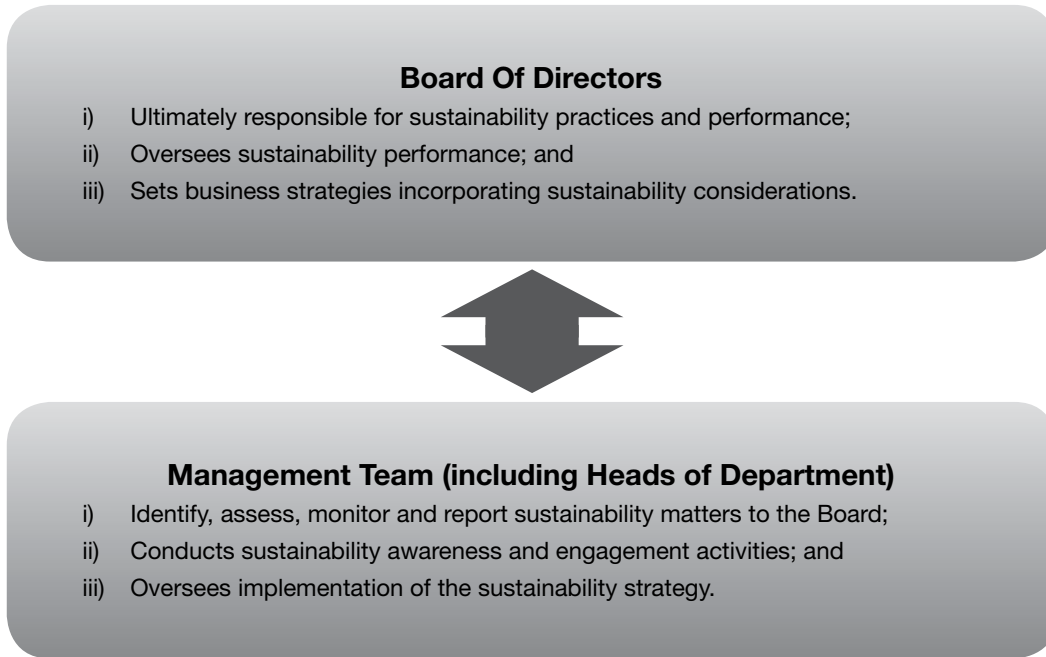 Board Of Directors
i) Ultimately responsible for sustainability practices and performance;
ii) Oversees sustainability performance; and
iii) Sets business strategies incorporating sustainability considerations.
Management Team (including Heads of Department)
i) Identify, assess, monitor and report sustainability matters to the Board;
ii) Conducts sustainability awareness and engagement activities; and
iii) Oversees implementation of the sustainability strategy.